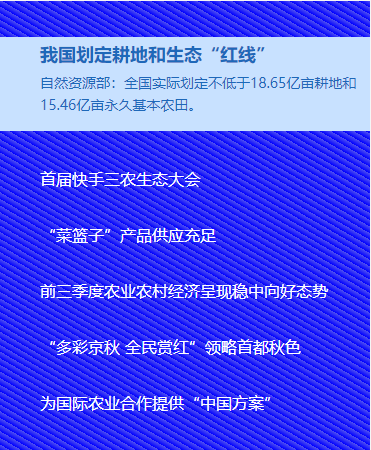 我国划定耕地和生态“红线”
自然资源部：全国实际划定不低于18.65亿亩耕地和
15.46亿亩永久基本农田。
首届快手三农生态大会
“菜篮子”产品供应充足
前三季度农业农村经济呈现稳中向好态势
“多彩京秋 全民赏红”领略首都秋色
为国际农业合作提供“中国方案”